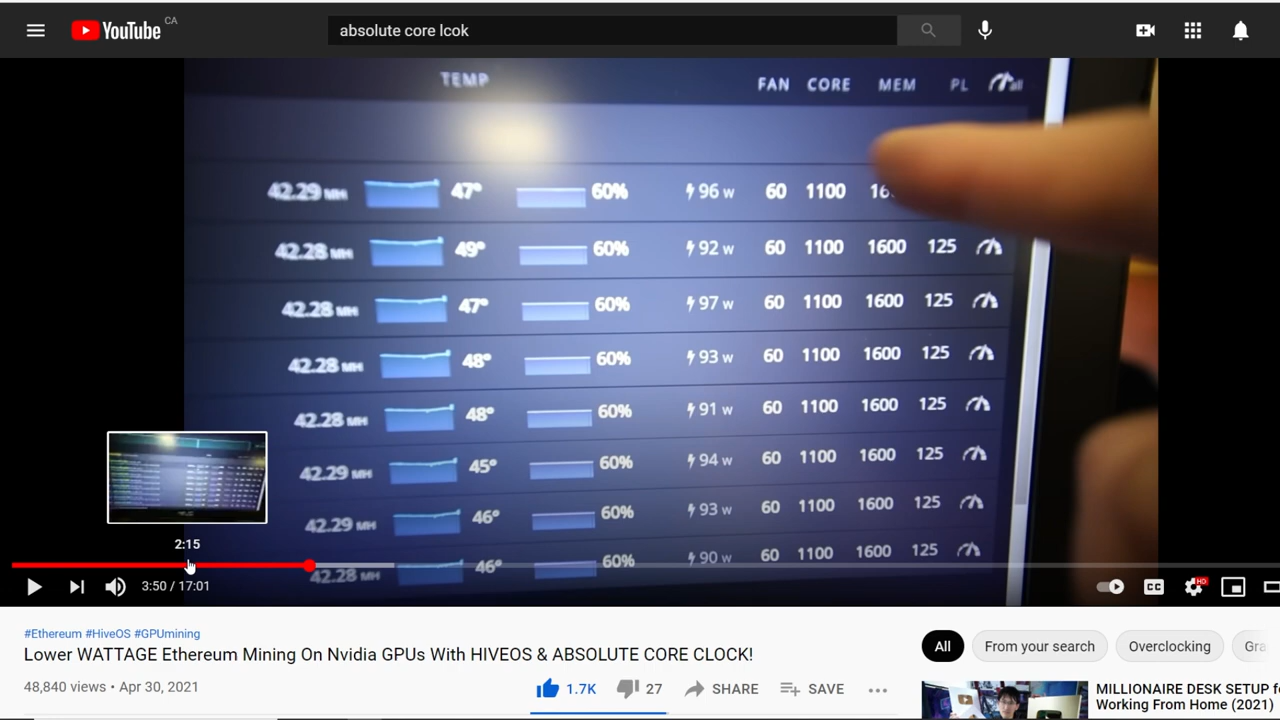 YouTube CA
absolute core lcok
TEMP FAN CORE MEM PL all
42.29 MH 47° 60% 96 w 60 1100 16
42.28 MH 49° 60% 92 w 60 1100 1600 125
42.28 MH 47° 60% 97 w 60 1100 1600 125
42.28 MH 48° 60% 93 w 60 1100 1600 125
42.28 MH 48° 60% 91 w 60 1100 1600 125
42.29 MH 45° 60% 94 w 60 1100 1600 125
42.29 MH 46° 60% 93 w 60 1100 1600 125
42.28 MH 46° 60% 90 w 60 1100 1600 125
2:15
3:50 / 17:01
CC HD
#Ethereum #HiveOS #GPUmining
Lower WATTAGE Ethereum Mining On Nvidia GPUs With HIVEOS & ABSOLUTE CORE CLOCK!
48,840 views • Apr 30, 2021
1.7K 27 SHARE SAVE
All From your search Overclocking Gra
MILLIONAIRE DESK SETUP f
Working From Home (2021)